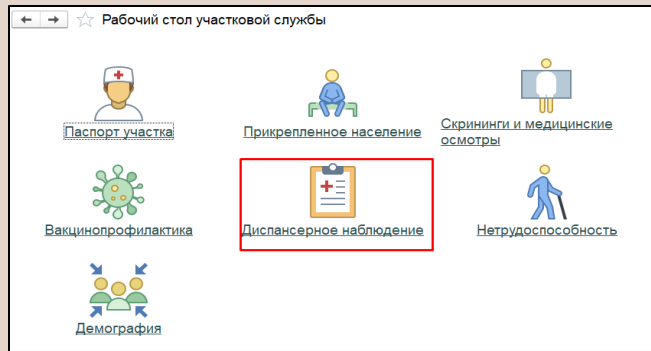 Рабочий стол участковой службы
Паспорт участка
Прикрепленное население
Скрининги и медицинские
осмотры
Вакцинопрофилактика
Диспансерное наблюдение
Нетрудоспособность
Демография